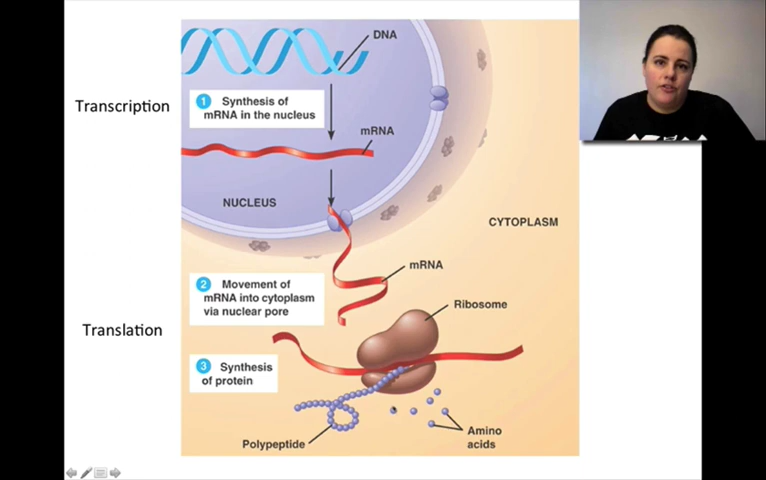 DNA
Transcription
1 Synthesis of
mRNA in the nucleus
mRNA
NUCLEUS
CYTOPLASM
mRNA
2 Movement of
mRNA into cytoplasm
via nuclear pore
Ribosome
Translation
3 Synthesis
of protein
Amino
acids
Polypeptide